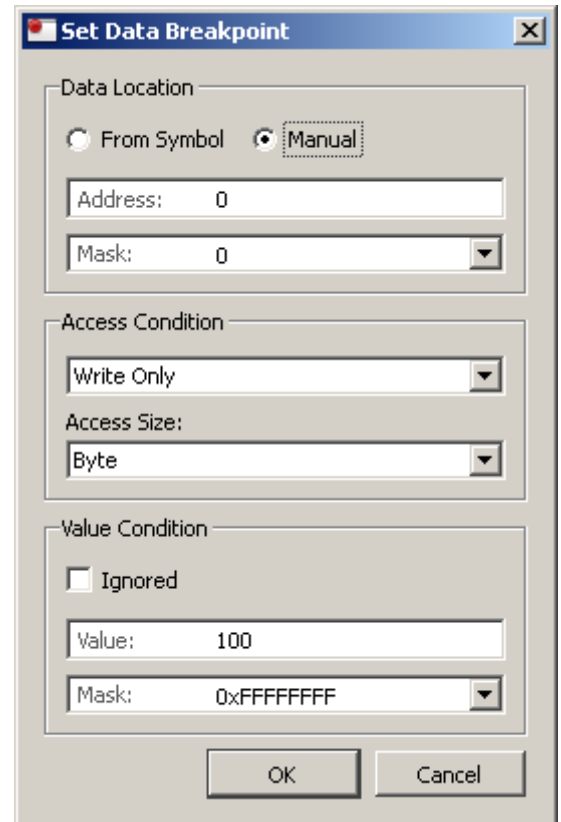 Set Data Breakpoint
Data Location
From Symbol Manual
Address: 0
Mask: 0
Access Condition
Write Only
Access Size:
Byte
Value Condition
Ignored
Value: 100
Mask: 0xFFFFFFFF
OK Cancel